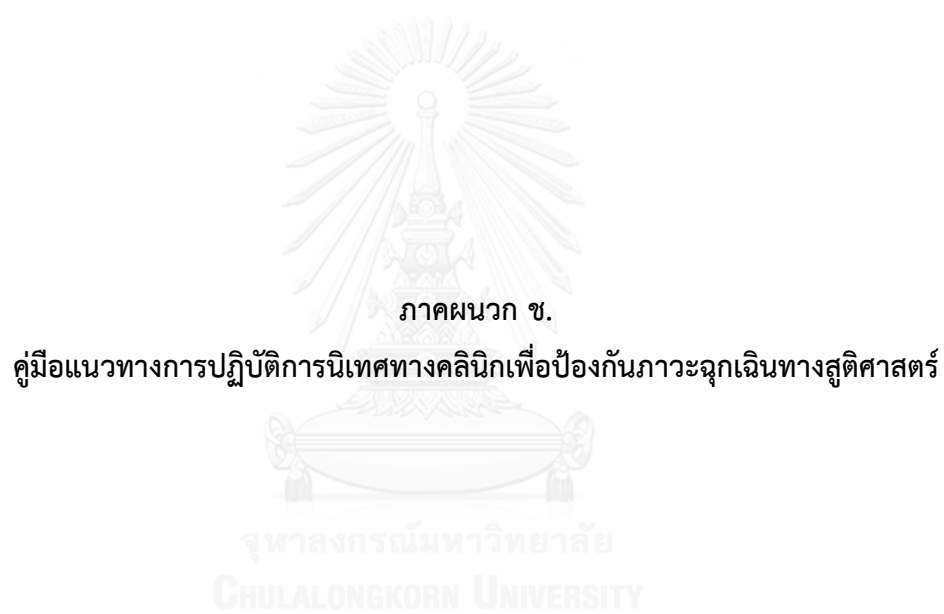 ภาคผนวก ช.
คู่มือแนวทางการปฏิบัติการนิเทศทางคลินิกเพื่อป้องกันภาวะฉุกเฉินทางสูติศาสตร์
จุฬาลงกรณ์มหาวิทยาลัย
CHULALONGKORN UNIVERSITY